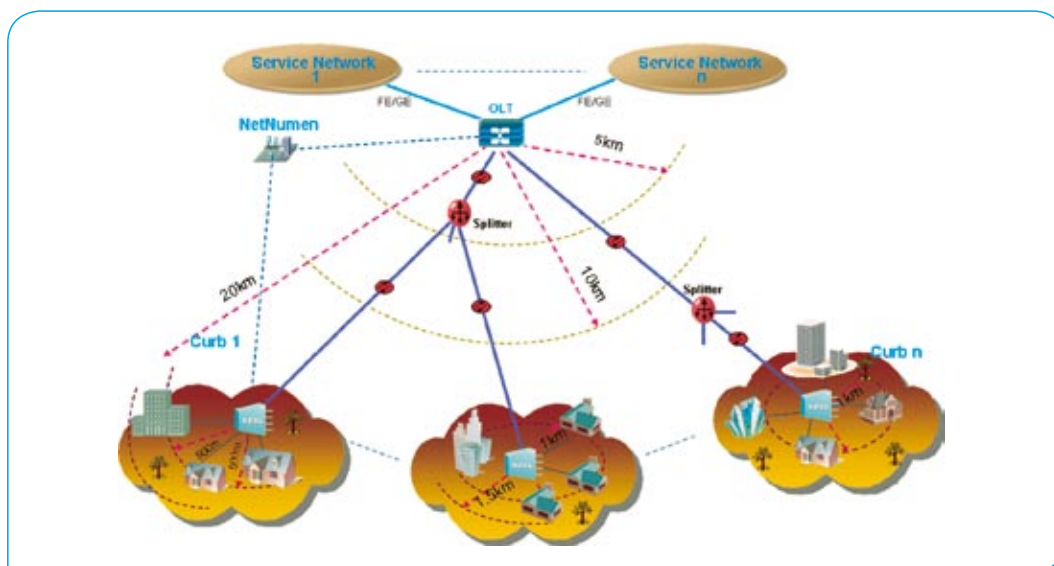 Service Network
1
Service Network
n
FE/GE
OLT
FE/GE
NetNumen
5km
Splitter
20km
10km
Splitter
Curb 1
Curb n
1km
1km
1.5km